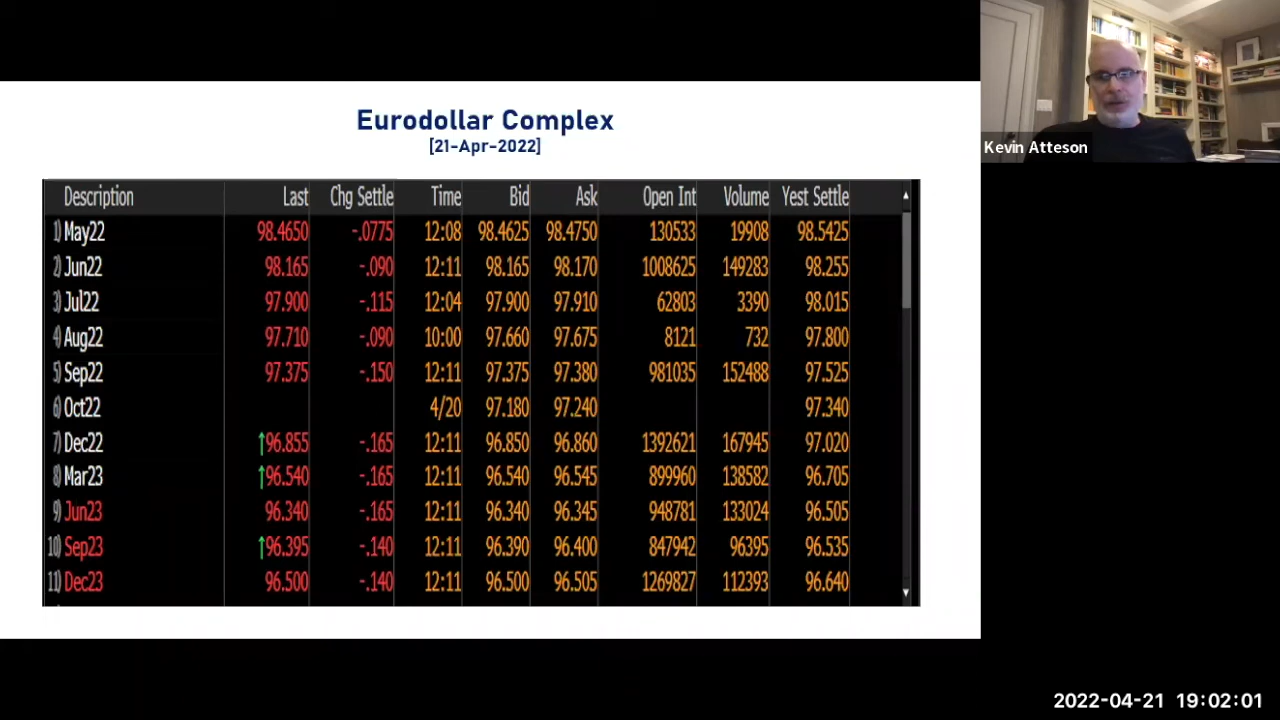 Eurodollar Complex
[21-Apr-2022]
Description Last Chg Settle Time Bid Ask Open Int Volume Yest Settle
1) May22 98.4650 -.0775 12:08 98.4625 98.4750 130533 19908 98.5425
2) Jun22 98.165 -.090 12:11 98.165 98.170 1008625 149283 98.255
3) Jul22 97.900 -.115 12:04 97.900 97.910 62803 3390 98.015
4) Aug22 97.710 -.090 10:00 97.660 97.675 8121 732 97.800
5) Sep22 97.375 -.150 12:11 97.375 97.380 981035 152488 97.525
6) Oct22 4/20 97.180 97.240 97.340
7) Dec22 ↑96.855 -.165 12:11 96.850 96.860 1392621 167945 97.020
8) Mar23 ↑96.540 -.165 12:11 96.540 96.545 899960 138582 96.705
9) Jun23 96.340 -.165 12:11 96.340 96.345 948781 133024 96.505
10) Sep23 ↑96.395 -.140 12:11 96.390 96.400 847942 96395 96.535
11) Dec23 96.500 -.140 12:11 96.500 96.505 1269827 112393 96.640
Kevin Atteson
2022-04-21 19:02:01